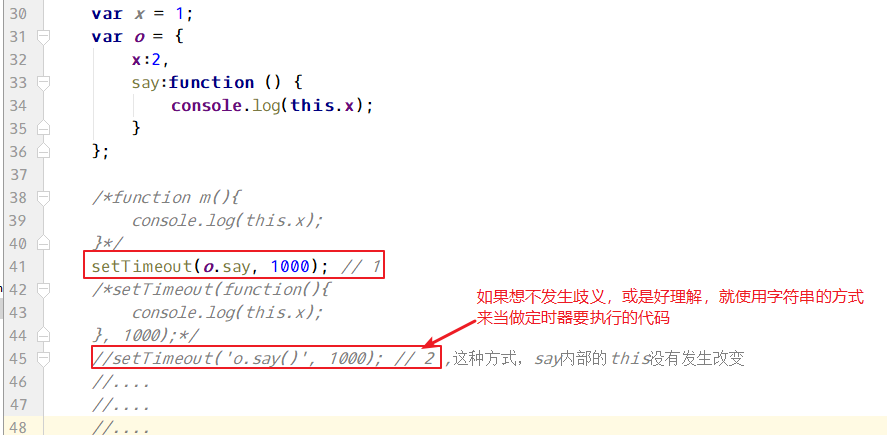 30 var x = 1;
31 var o = {
32 x:2,
33 say:function () {
34 console.log(this.x);
35 }
36 };
37
38 /*function m(){
39 console.log(this.x);
40 }*/
41 setTimeout(o.say, 1000); // 1
42 /*setTimeout(function(){
如果想不发生歧义，或是好理解，就使用字符串的方式
43 console.log(this.x);
来当做定时器要执行的代码
44 }, 1000);*/
45 //setTimeout('o.say()', 1000); // 2 ,这种方式，say内部的this没有发生改变
46 //....
47 //....
48 //....